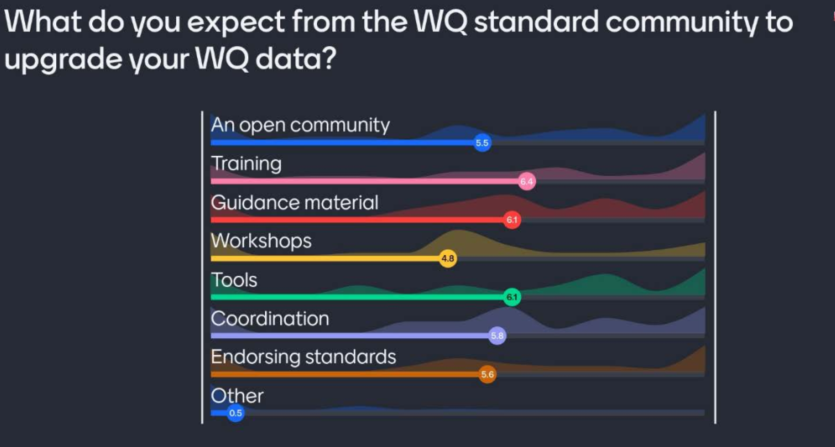 What do you expect from the WQ standard community to
upgrade your WQ data?
An open community
5.5
Training
6.4
Guidance material
6.1
Workshops
4.8
Tools
6.1
Coordination
5.8
Endorsing standards
5.6
Other
0.5